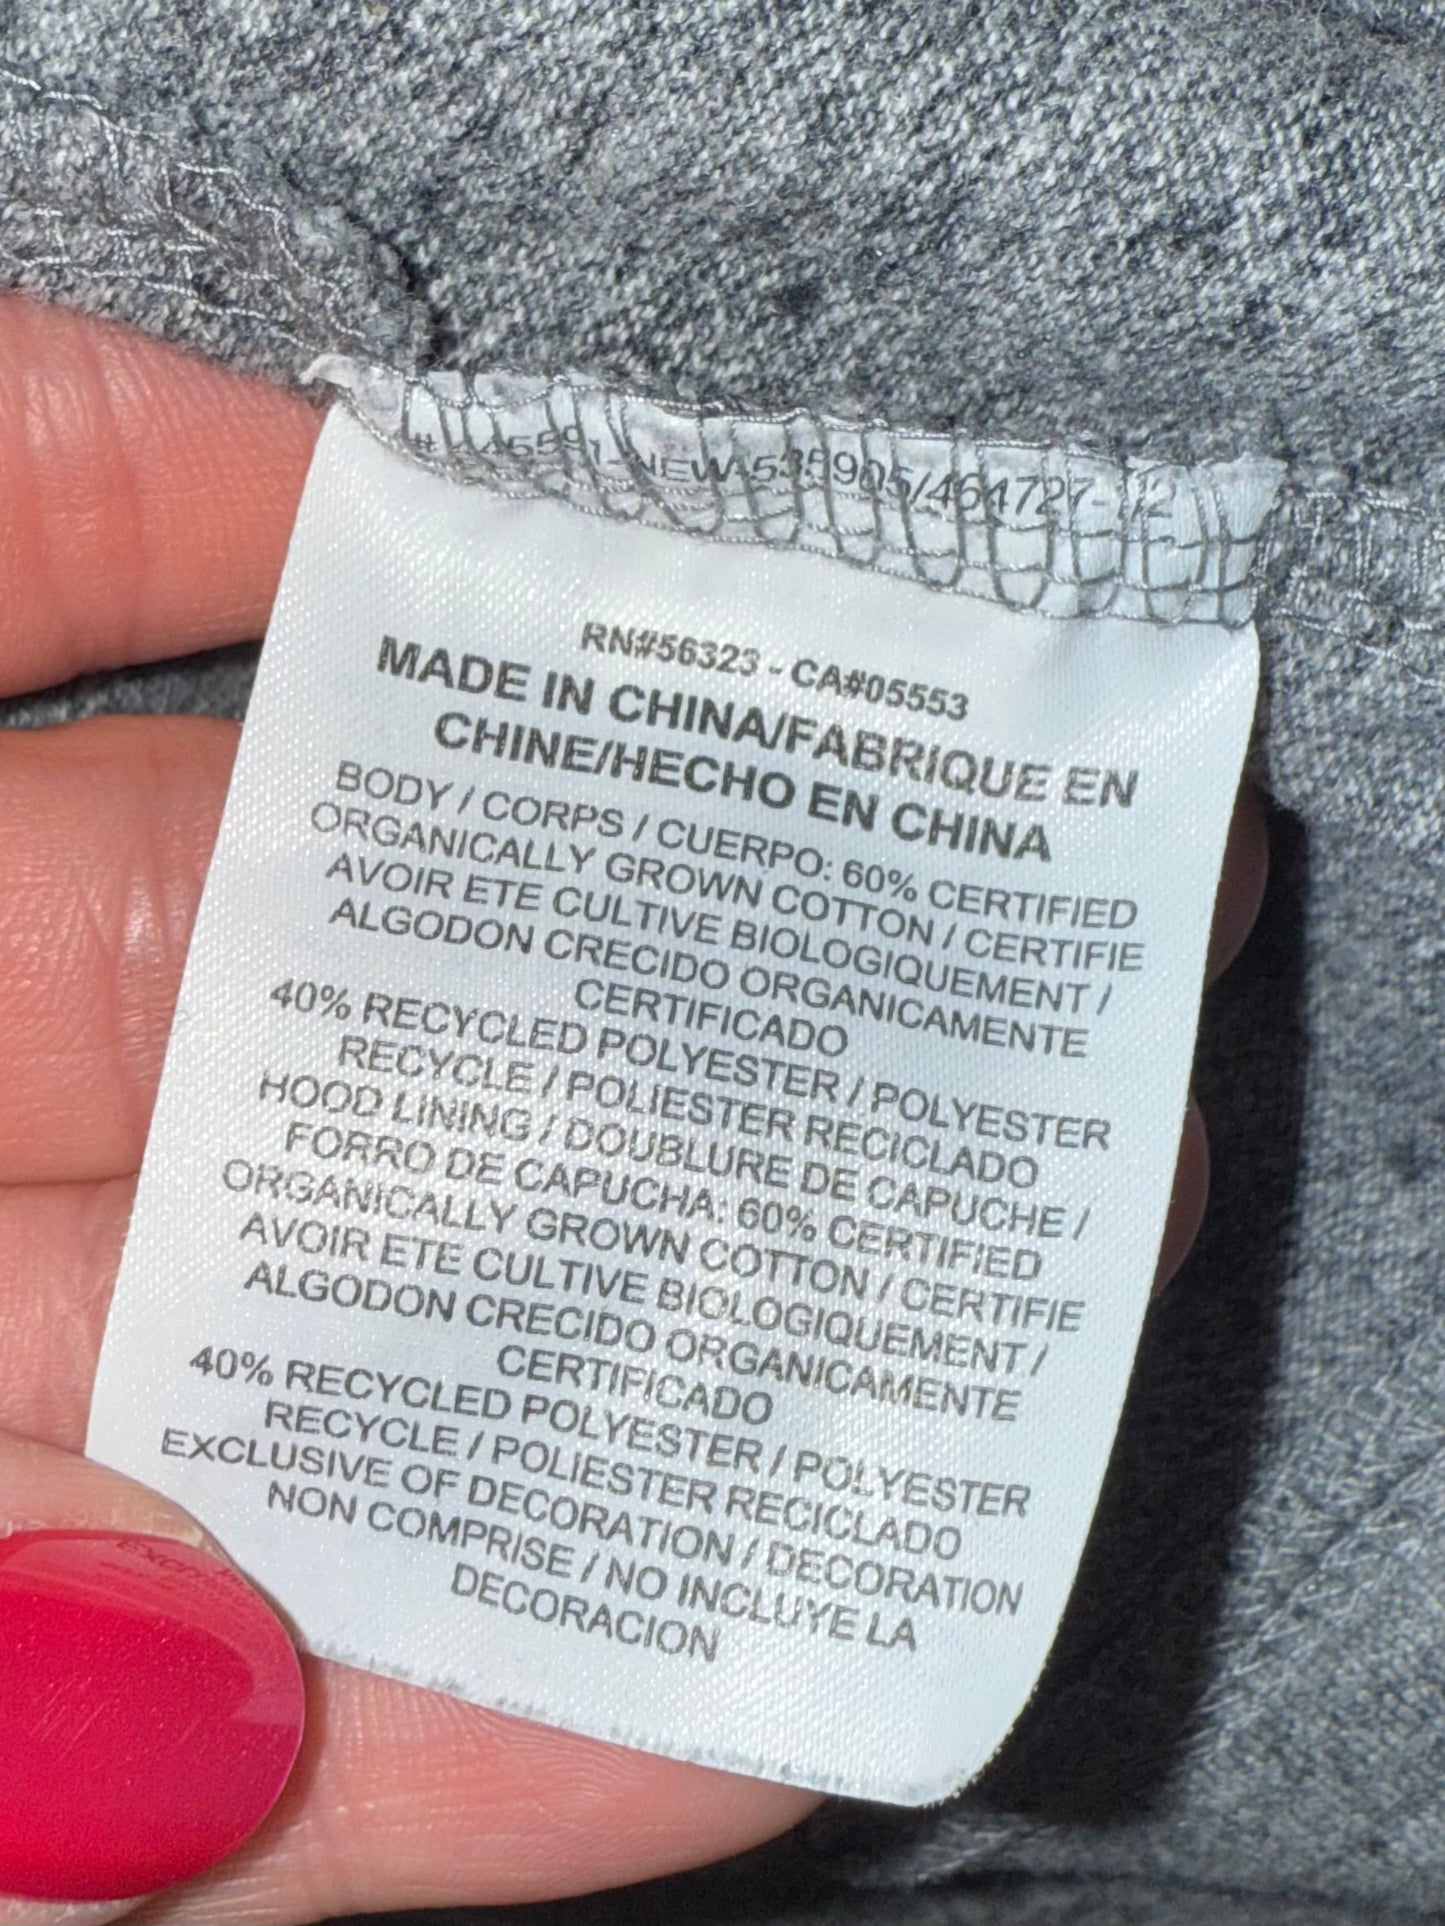 RN#56323 - CA#05553
MADE IN CHINA/FABRIQUE EN
CHINE/HECHO EN CHINA
BODY / CORPS / CUERPO: 60% CERTIFIED
ORGANICALLY GROWN COTTON / CERTIFIE
AVOIR ETE CULTIVE BIOLOGIQUEMENT /
ALGODON CRECIDO ORGANICAMENTE
CERTIFICADO
40% RECYCLED POLYESTER / POLYESTER
RECYCLE / POLIESTER RECICLADO
HOOD LINING / DOUBLURE DE CAPUCHE /
FORRO DE CAPUCHA: 60% CERTIFIED
ORGANICALLY GROWN COTTON / CERTIFIE
AVOIR ETE CULTIVE BIOLOGIQUEMENT /
ALGODON CRECIDO ORGANICAMENTE
CERTIFICADO
40% RECYCLED POLYESTER / POLYESTER
RECYCLE / POLIESTER RECICLADO
EXCLUSIVE OF DECORATION / DECORATION
NON COMPRISE / NO INCLUYE LA
DECORACION